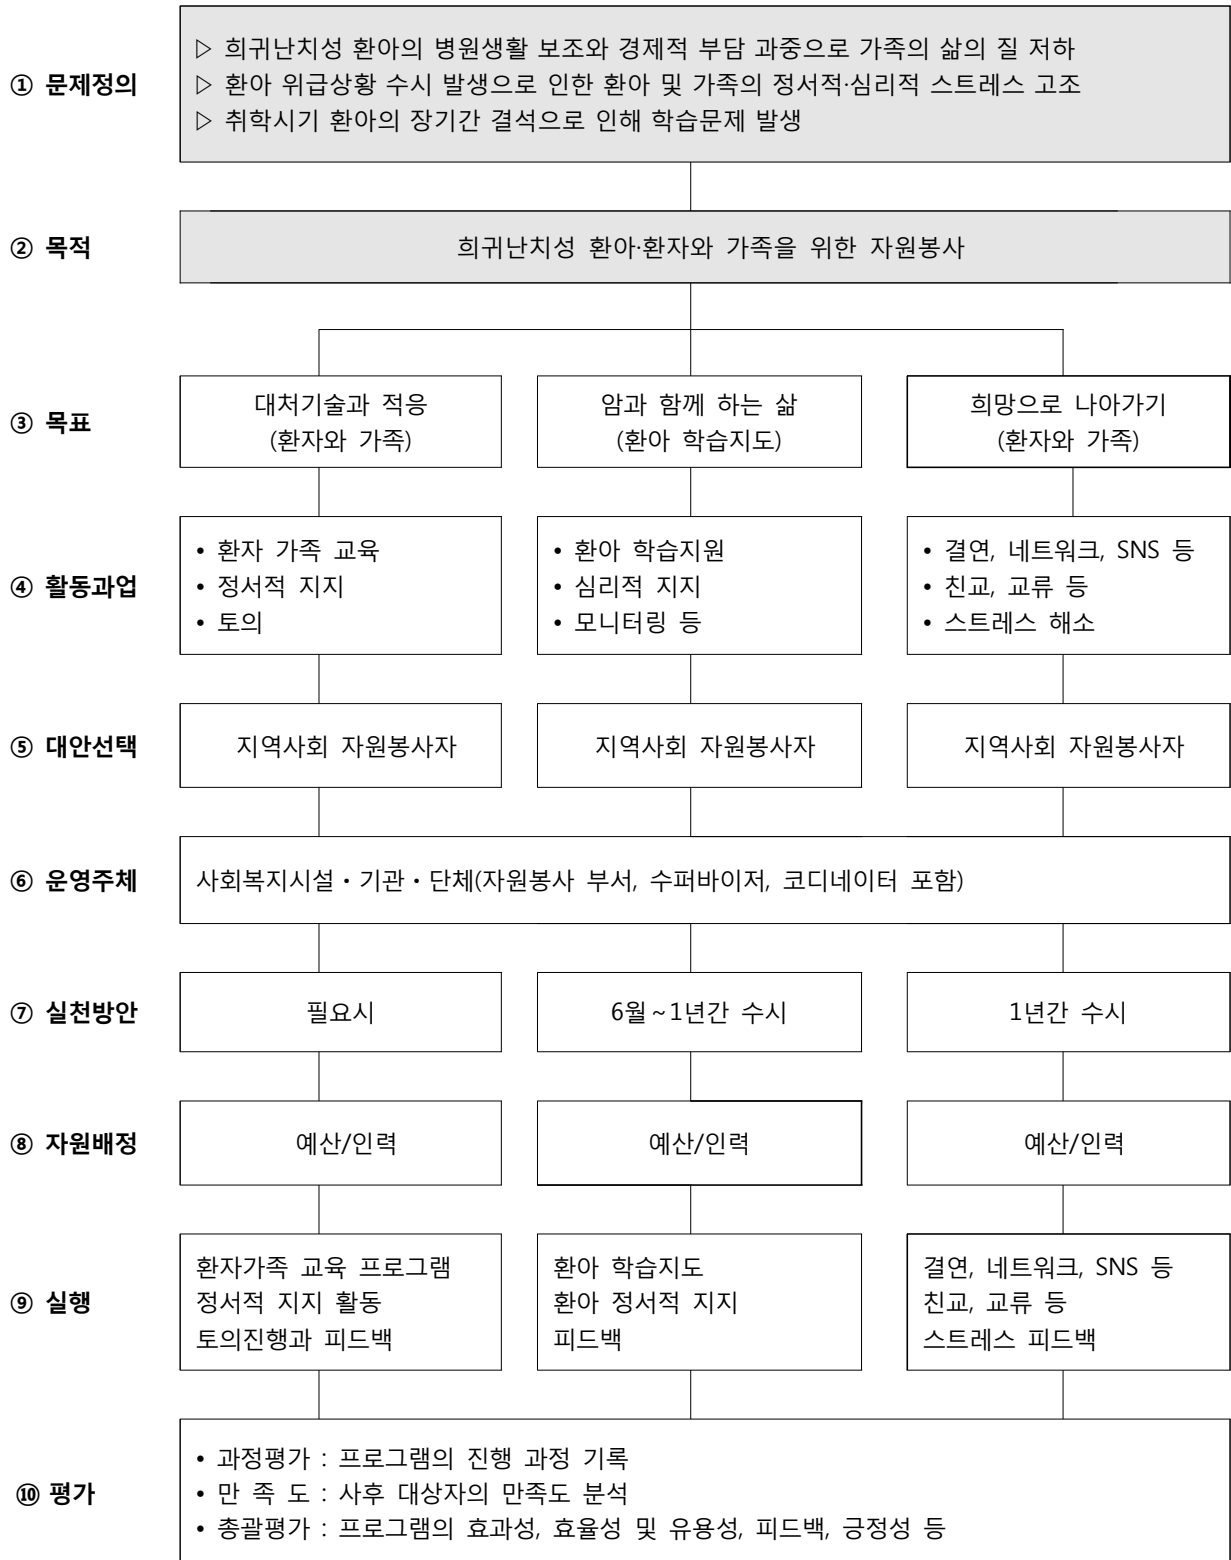 ① 문제정의
▷ 희귀난치성 환아의 병원생활 보조와 경제적 부담 과중으로 가족의 삶의 질 저하
▷ 환아 위급상황 수시 발생으로 인한 환아 및 가족의 정서적·심리적 스트레스 고조
▷ 취학시기 환아의 장기간 결석으로 인해 학습문제 발생
② 목적
희귀난치성 환아·환자와 가족을 위한 자원봉사
③ 목표
대처기술과 적응
(환자와 가족)
암과 함께 하는 삶
(환아 학습지도)
희망으로 나아가기
(환자와 가족)
④ 활동과업
• 환자 가족 교육
• 정서적 지지
• 토의
• 환아 학습지원
• 심리적 지지
• 모니터링 등
• 결연, 네트워크, SNS 등
• 친교, 교류 등
• 스트레스 해소
⑤ 대안선택
지역사회 자원봉사자
지역사회 자원봉사자
지역사회 자원봉사자
⑥ 운영주체
사회복지시설・기관・단체(자원봉사 부서, 수퍼바이저, 코디네이터 포함)
⑦ 실천방안
필요시
6월～1년간 수시
1년간 수시
⑧ 자원배정
예산/인력
예산/인력
예산/인력
⑨ 실행
환자가족 교육 프로그램
정서적 지지 활동
토의진행과 피드백
환아 학습지도
환아 정서적 지지
피드백
결연, 네트워크, SNS 등
친교, 교류 등
스트레스 피드백
⑩ 평가
• 과정평가 : 프로그램의 진행 과정 기록
• 만 족 도 : 사후 대상자의 만족도 분석
• 총괄평가 : 프로그램의 효과성, 효율성 및 유용성, 피드백, 긍정성 등